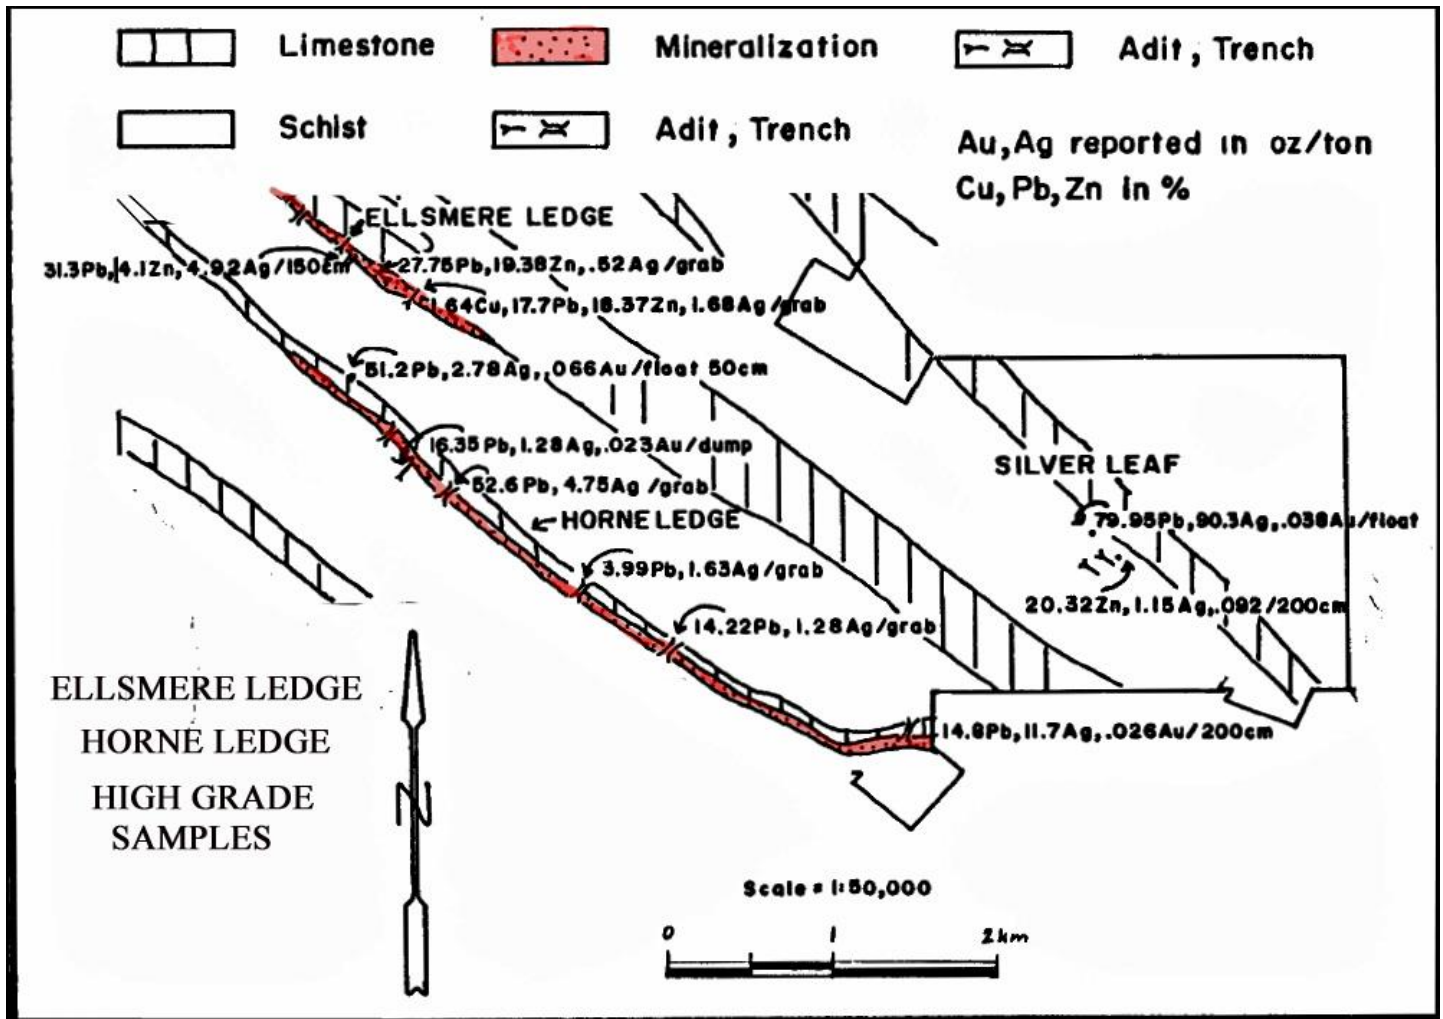 Limestone
Mineralization
Adit, Trench
Schist
Adit, Trench
Au,Ag reported in oz/ton
Cu,Pb,Zn in %
ELLSMERE LEDGE
31.3Pb,4.1Zn,4.92Ag/150cm
27.75Pb,19.38Zn,.52Ag/grab
1.64Cu,17.7Pb,18.37Zn,1.68Ag/grab
51.2Pb,2.78Ag,.066Au/float 50cm
16.35Pb,1.28Ag,.023Au/dump
SILVER LEAF
52.6Pb,4.75Ag/grab
HORNE LEDGE
79.95Pb,90.3Ag,.038Au/float
3.99Pb,1.63Ag/grab
20.32Zn,1.15Ag,.092/200cm
14.22Pb,1.28Ag/grab
14.8Pb,11.7Ag,.026Au/200cm
ELLSMERE LEDGE
HORNE LEDGE
HIGH GRADE
SAMPLES
N
Scale = 1:50,000
0 1 2km